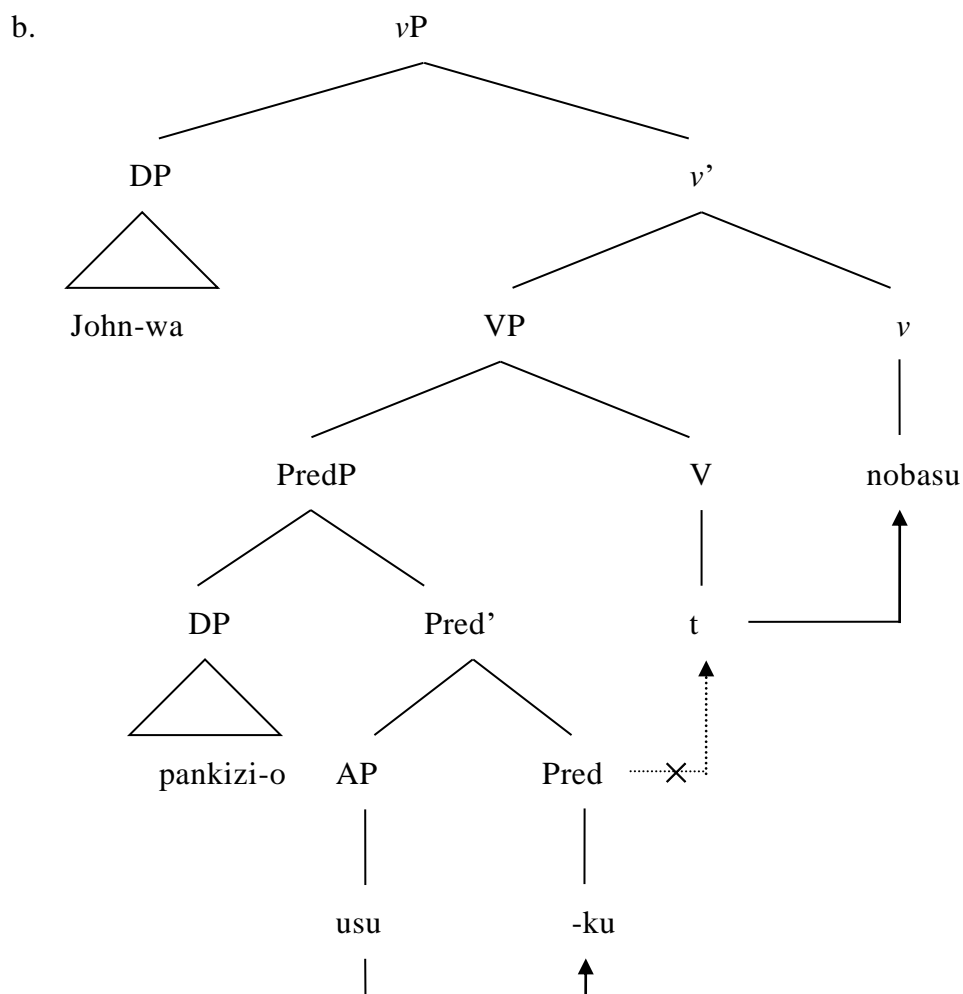 b. vP
DP v’
John-wa VP v
PredP V nobasu
DP Pred’ t
pankizi-o AP Pred
usu -ku